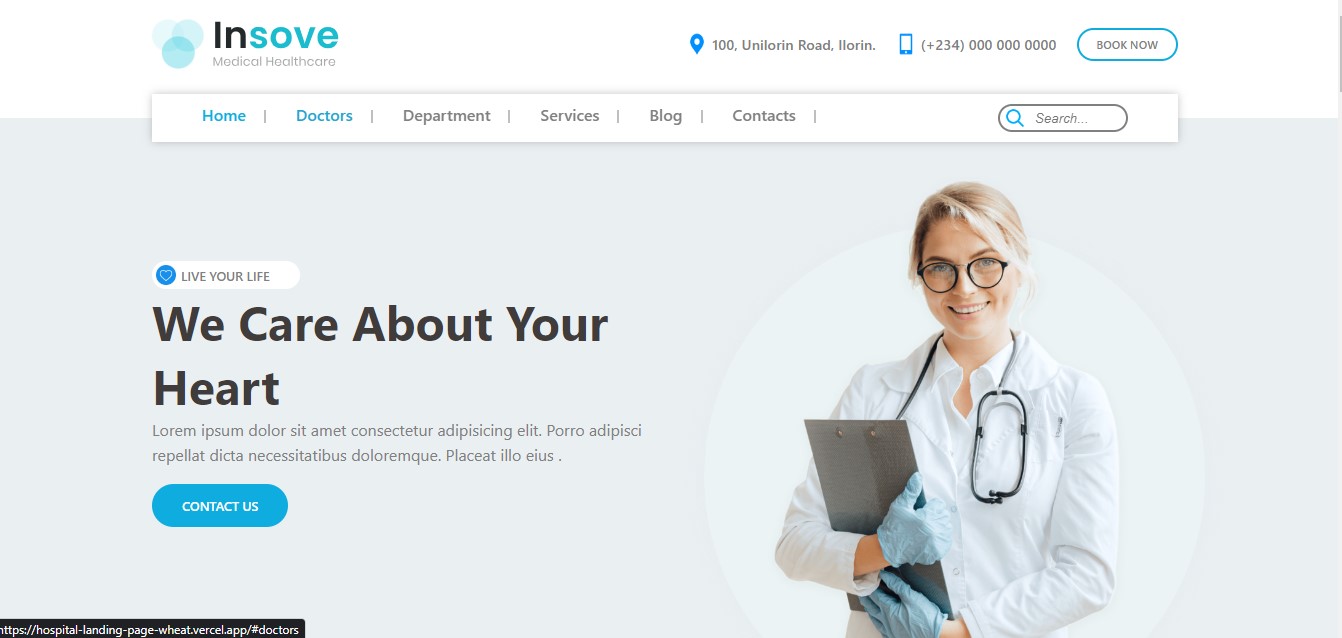 Insove
Medical Healthcare
100, Unilorin Road, Ilorin.
(+234) 000 000 0000
BOOK NOW
Home | Doctors | Department | Services | Blog | Contacts |
Search...
LIVE YOUR LIFE
We Care About Your
Heart
Lorem ipsum dolor sit amet consectetur adipisicing elit. Porro adipisci
repellat dicta necessitatibus doloremque. Placeat illo eius .
CONTACT US
https://hospital-landing-page-wheat.vercel.app/#doctors